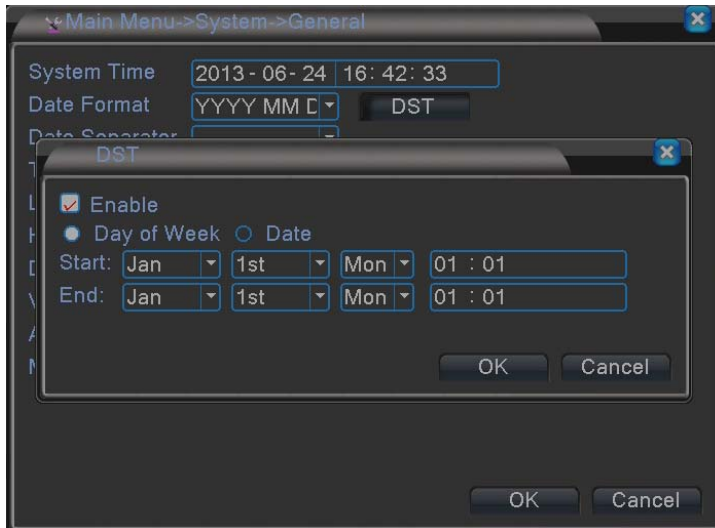 Main Menu->System->General
System Time 2013-06-24 16:42:33
Date Format YYYY MM D DST
Date Separator
DST
Enable
Day of Week Date
Start: Jan 1st Mon 01 : 01
End: Jan 1st Mon 01 : 01
OK Cancel
OK Cancel